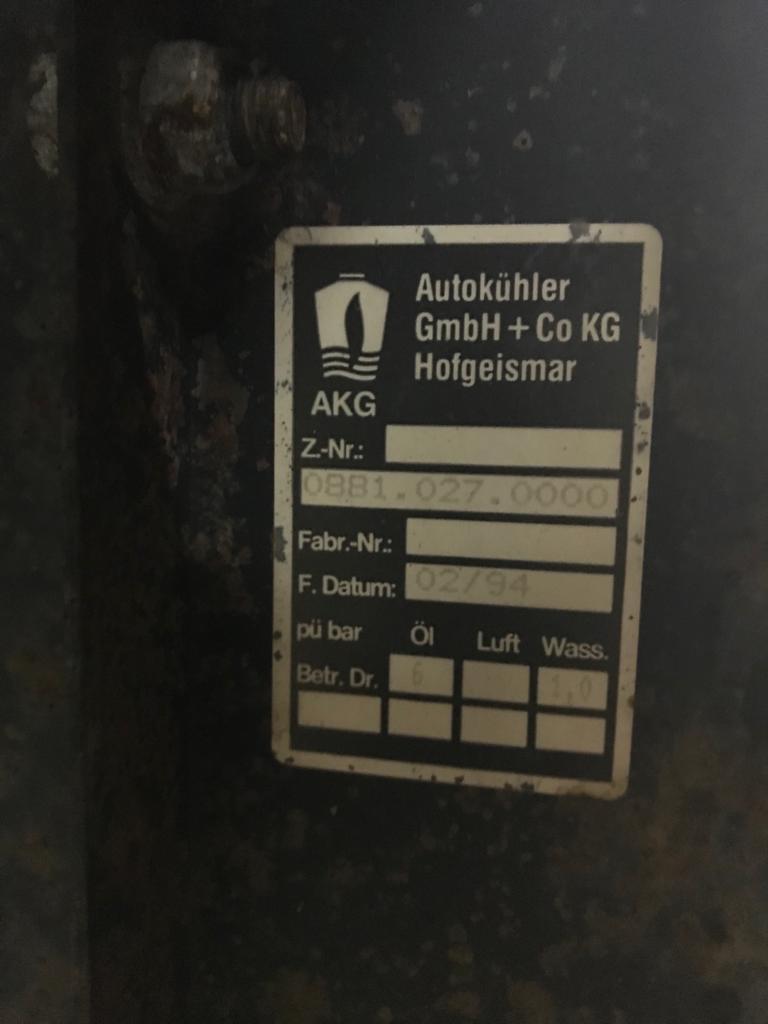 Autokühler
GmbH + Co KG
Hofgeismar
AKG
Z.-Nr.:
0881.027.0000
Fabr.-Nr.:
F. Datum: 02/94
pü bar Öl Luft Wass.
Betr. Dr. 6 1,0